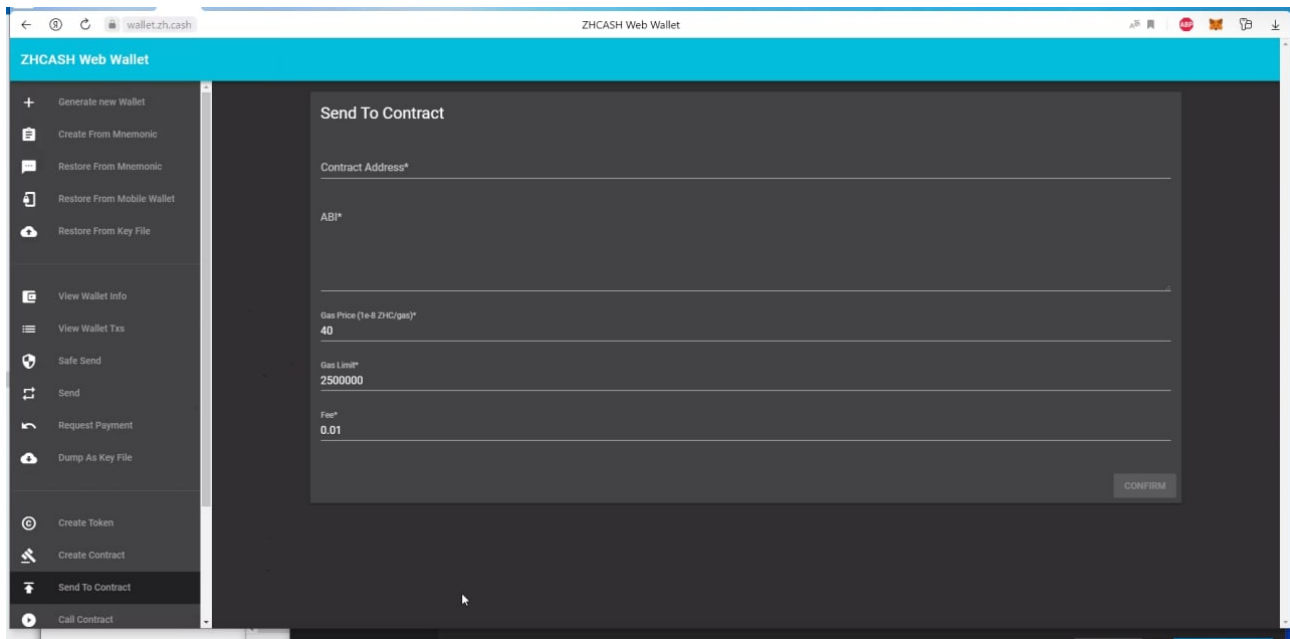 wallet.zh.cash
ZHCASH Web Wallet
ABP
ZHCASH Web Wallet
Generate new Wallet
Create From Mnemonic
Restore From Mnemonic
Restore From Mobile Wallet
Restore From Key File
View Wallet Info
View Wallet Txs
Safe Send
Send
Request Payment
Dump As Key File
Create Token
Create Contract
Send To Contract
Call Contract
Send To Contract
Contract Address*
ABI*
Gas Price (1e-8 ZHC/gas)*
40
Gas Limit*
2500000
Fee*
0.01
CONFIRM